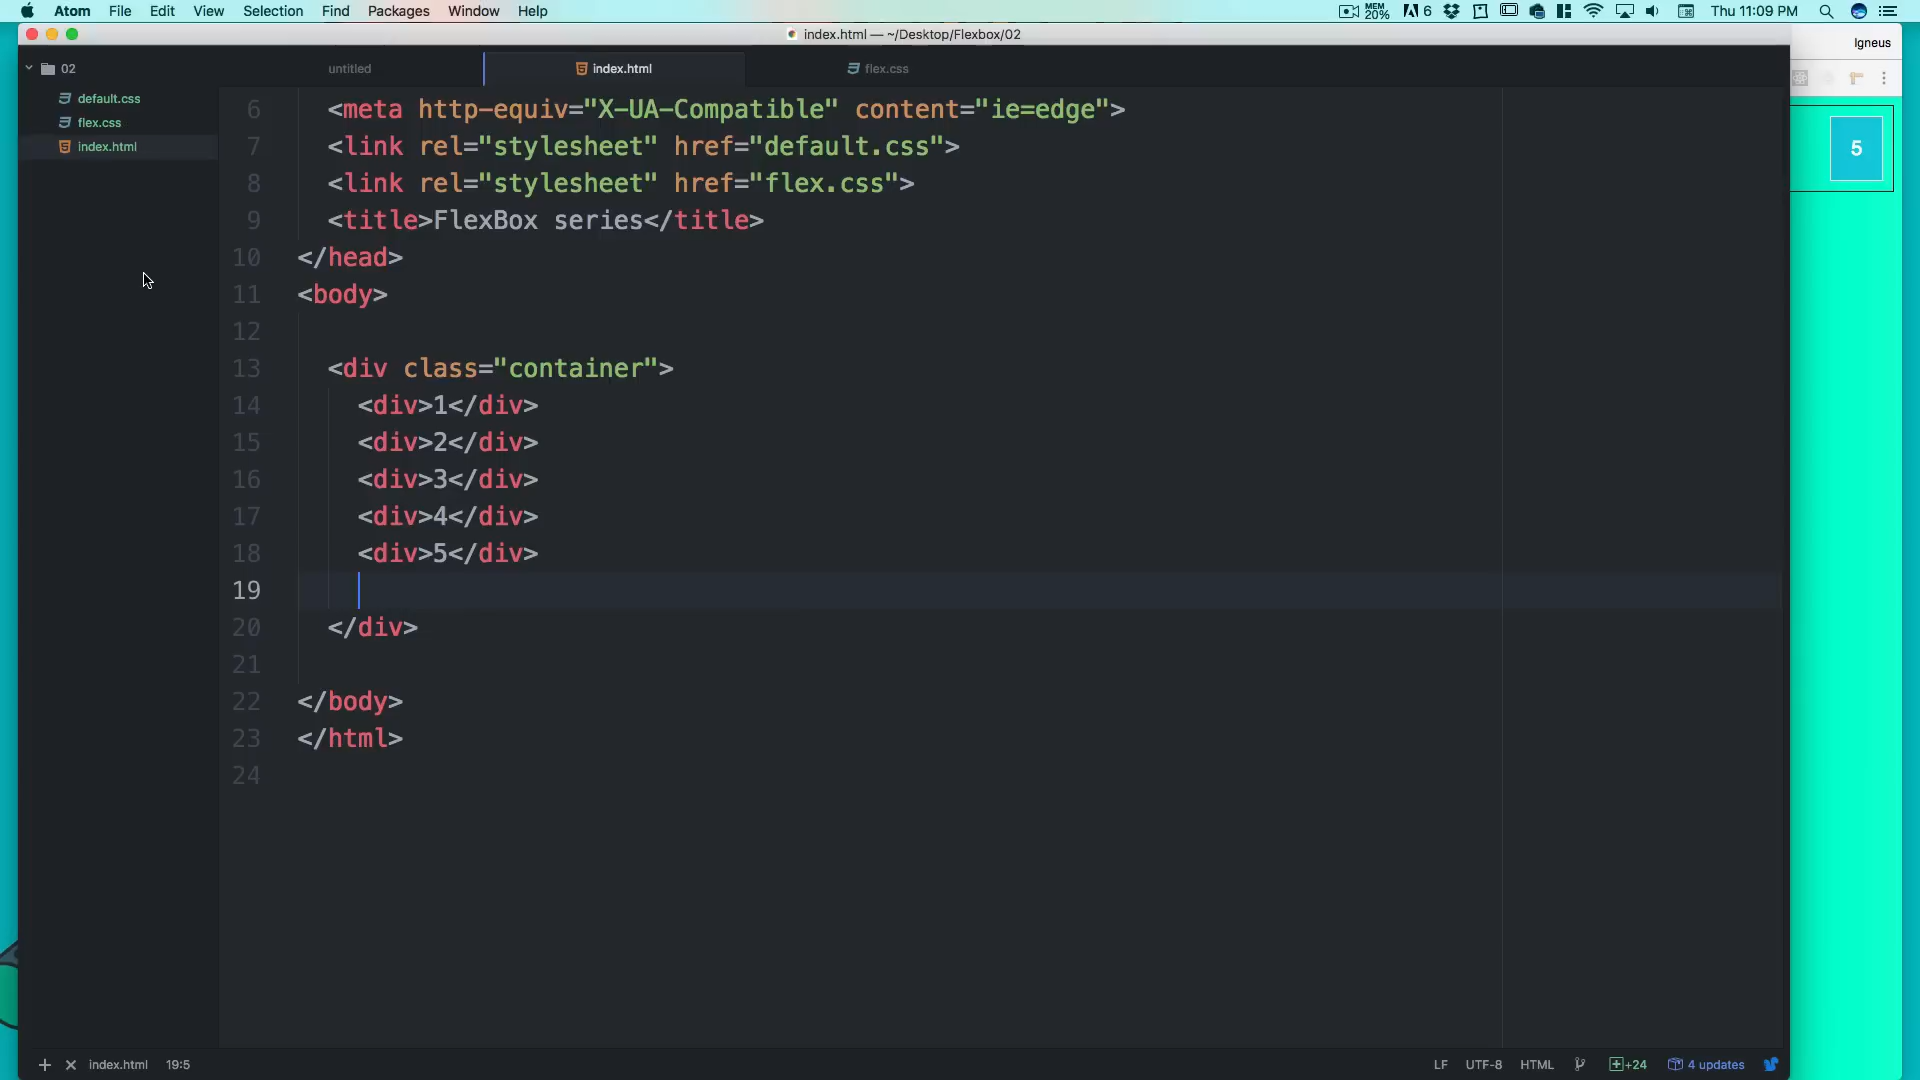 Atom File Edit View Selection Find Packages Window Help MEM 20% 6 Thu 11:09 PM
index.html — ~/Desktop/Flexbox/02
Igneus
02 untitled index.html flex.css
default.css
flex.css
index.html
5
6 <meta http-equiv="X-UA-Compatible" content="ie=edge">
7 <link rel="stylesheet" href="default.css">
8 <link rel="stylesheet" href="flex.css">
9 <title>FlexBox series</title>
10 </head>
11 <body>
12
13 <div class="container">
14 <div>1</div>
15 <div>2</div>
16 <div>3</div>
17 <div>4</div>
18 <div>5</div>
19
20 </div>
21
22 </body>
23 </html>
24
index.html 19:5 LF UTF-8 HTML +24 4 updates